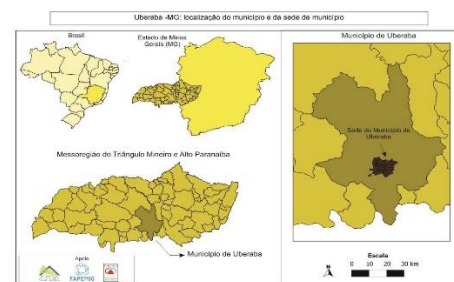 Uberaba -MG: localização do município e da sede de município
Brasil
Estado de Minas
Gerais (MG)
Município de Uberaba
Sede do Município de
Uberaba
Messoregião do Triângulo Mineiro e Alto Paranaíba
Município de Uberaba
Apoio
FAPEMIG
Escala
N
0 10 20 30 km